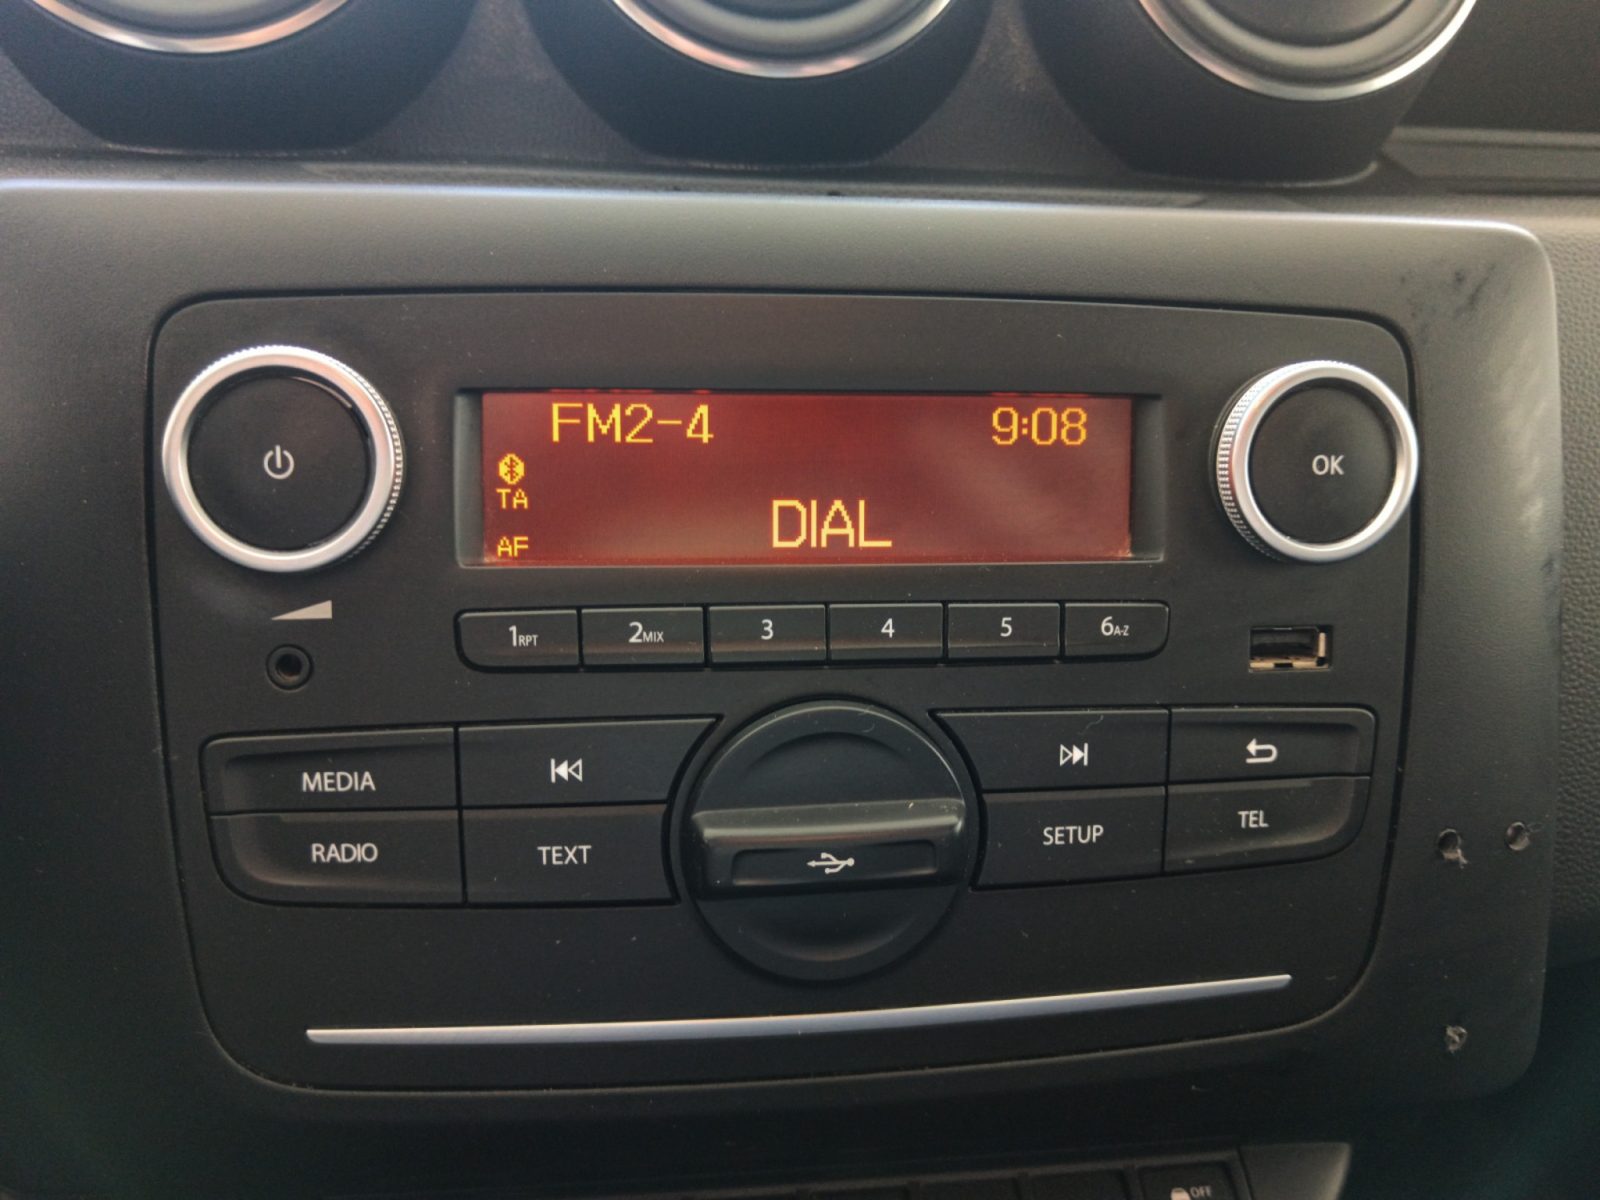 FM2-4 9:08
TA
DIAL
AF
OK
1RPT 2MIX 3 4 5 6A-Z
MEDIA
RADIO TEXT SETUP TEL
OFF